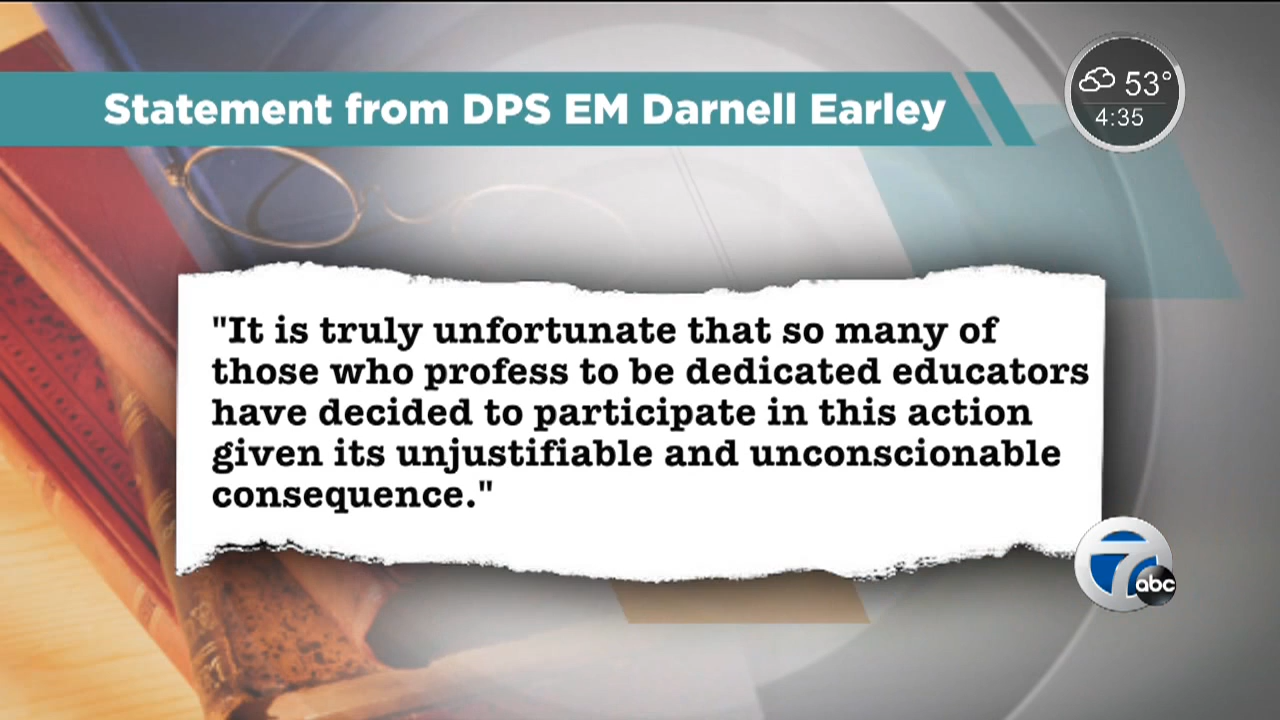 Statement from DPS EM Darnell Earley
53°
4:35
"It is truly unfortunate that so many of
those who profess to be dedicated educators
have decided to participate in this action
given its unjustifiable and unconscionable
consequence."
7
abc